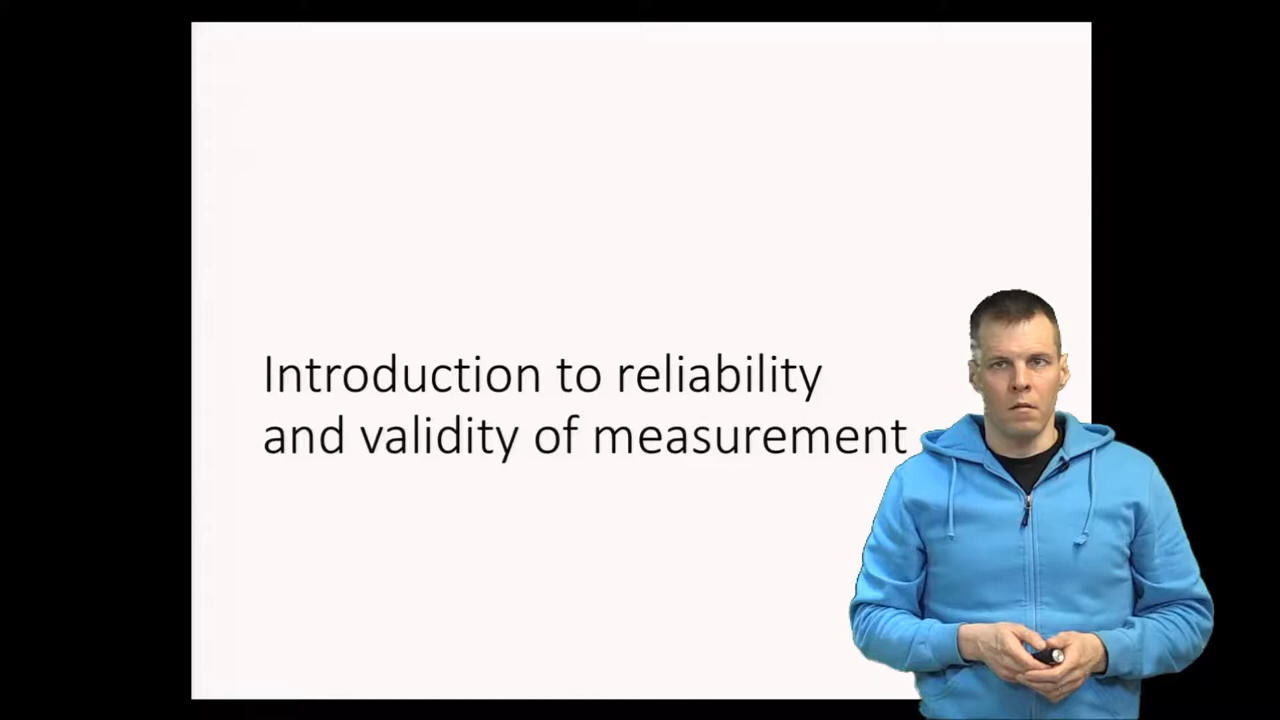 Introduction to reliability
and validity of measurement